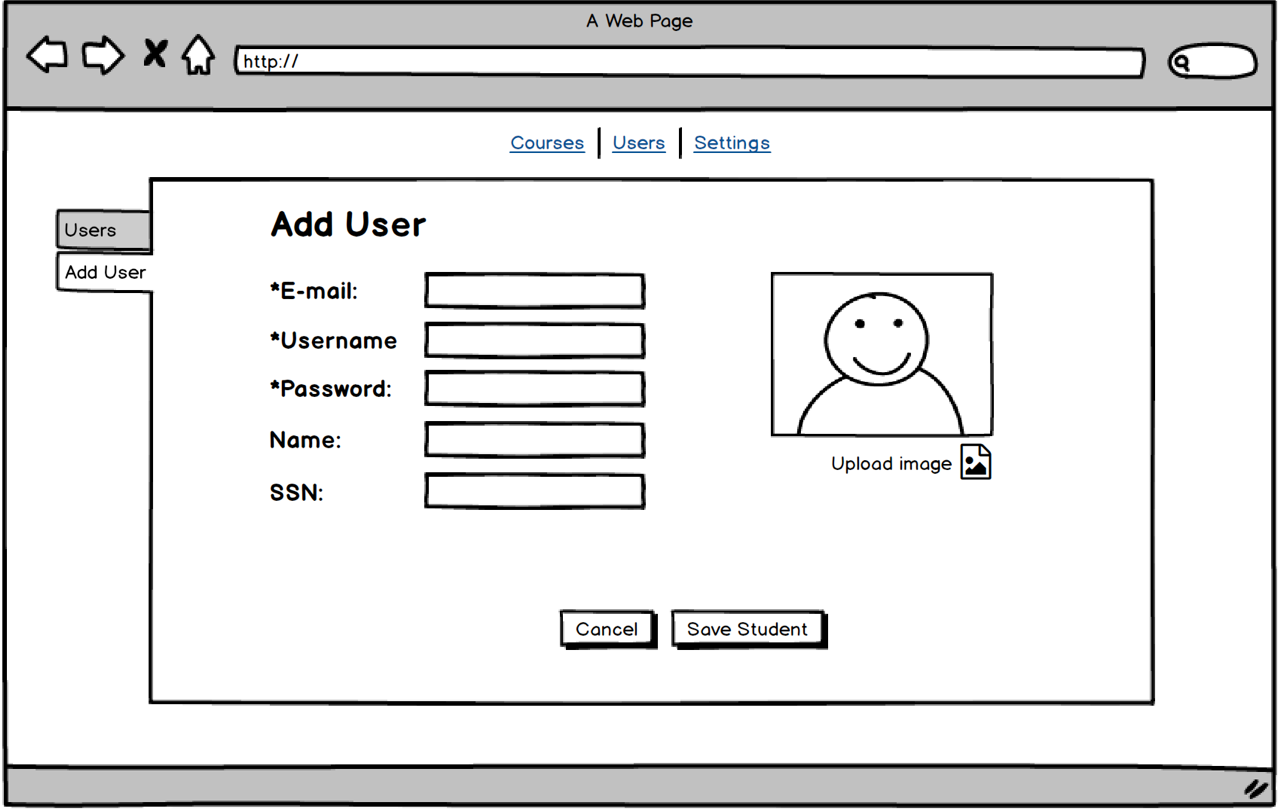 A Web Page
http://
Courses | Users | Settings
Users
Add User
Add User
*E-mail:
*Username
*Password:
Name:
SSN:
Upload image
Cancel
Save Student